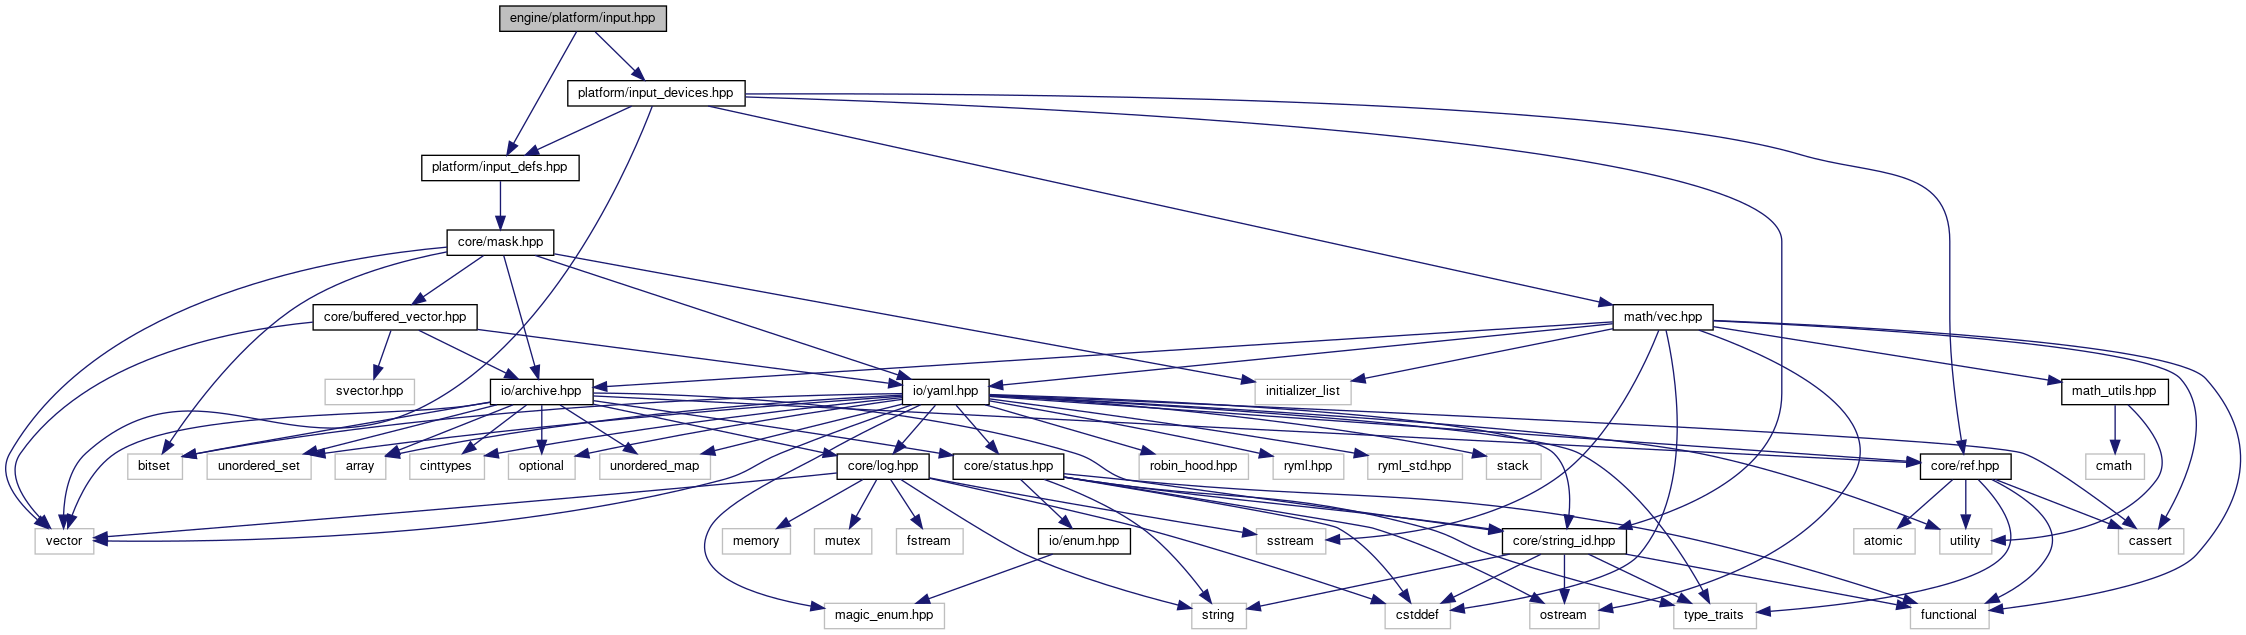 engine/platform/input.hpp
platform/input_devices.hpp
platform/input_defs.hpp
core/mask.hpp
core/buffered_vector.hpp
math/vec.hpp
svector.hpp
io/archive.hpp
io/yaml.hpp
initializer_list
math_utils.hpp
bitset
unordered_set
array
cinttypes
optional
unordered_map
core/log.hpp
core/status.hpp
robin_hood.hpp
ryml.hpp
ryml_std.hpp
stack
core/ref.hpp
cmath
vector
memory
mutex
fstream
io/enum.hpp
sstream
core/string_id.hpp
atomic
utility
cassert
magic_enum.hpp
string
cstddef
ostream
type_traits
functional